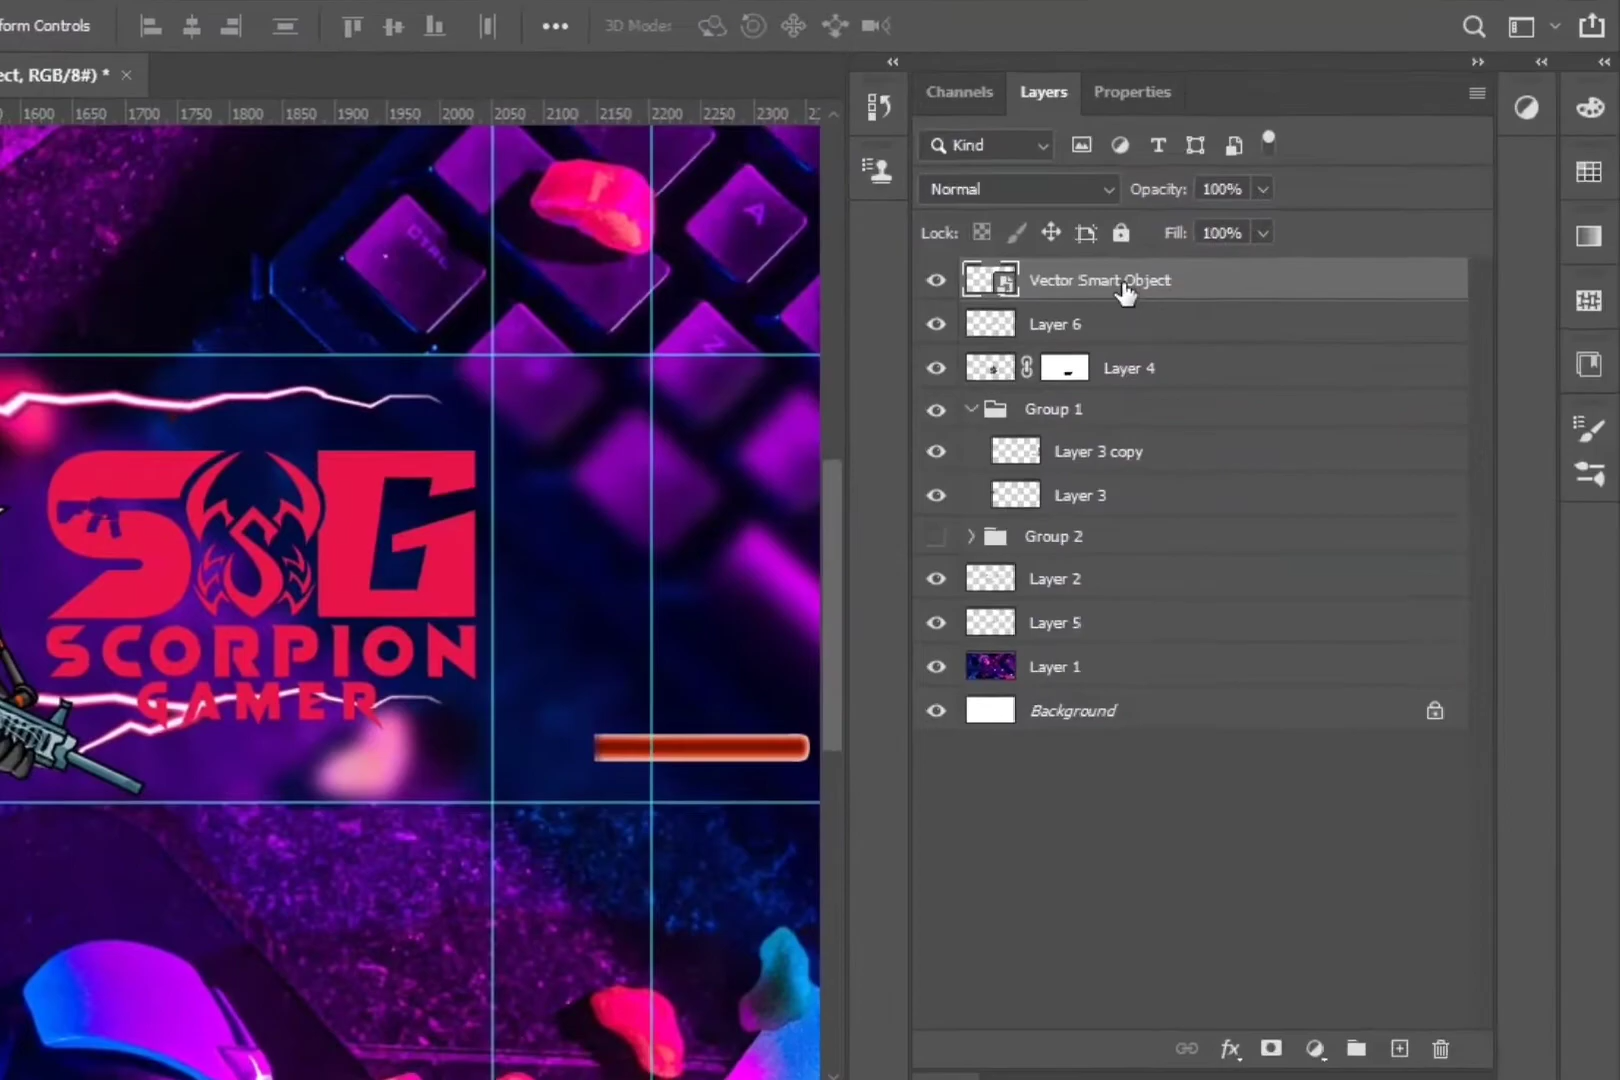 form Controls
3D Mode:
ect, RGB/8#) *
1600 1650 1700 1750 1800 1850 1900 1950 2000 2050 2100 2150 2200 2250 2300
Channels Layers Properties
Kind
Normal Opacity: 100%
Lock: Fill: 100%
Vector Smart Object
Layer 6
Layer 4
Group 1
Layer 3 copy
Layer 3
Group 2
Layer 2
Layer 5
Layer 1
Background
CTRL
A
Z
SG
SCORPION
GAMER
fx